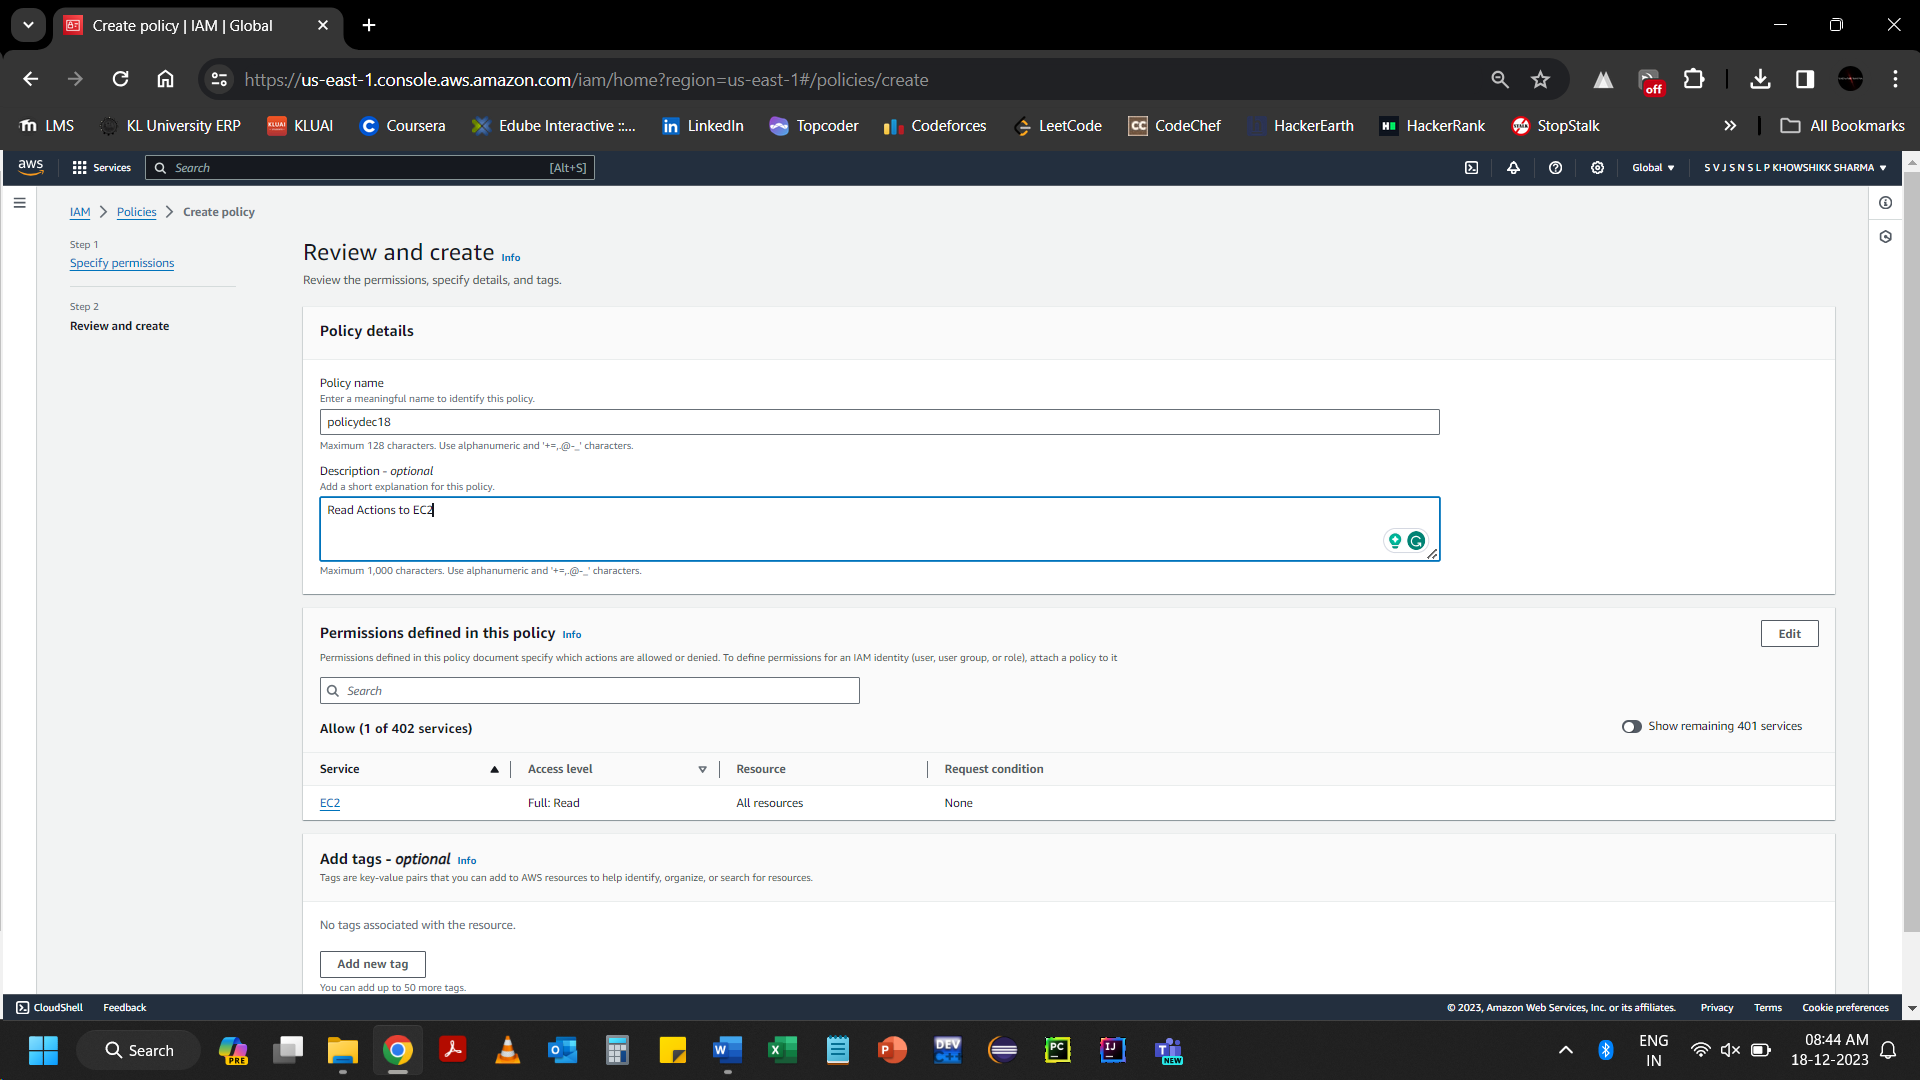 Create policy | IAM | Global
https://us-east-1.console.aws.amazon.com/iam/home?region=us-east-1#/policies/create
off
LMS KL University ERP KLUAI Coursera Edube Interactive ::... LinkedIn Topcoder Codeforces LeetCode CodeChef HackerEarth HackerRank StopStalk All Bookmarks
aws Services Search [Alt+S] Global S V J S N S L P KHOWSHIKK SHARMA
IAM > Policies > Create policy
Step 1
Specify permissions
Step 2
Review and create
Review and create Info
Review the permissions, specify details, and tags.
Policy details
Policy name
Enter a meaningful name to identify this policy.
policydec18
Maximum 128 characters. Use alphanumeric and '+=,.@-_' characters.
Description - optional
Add a short explanation for this policy.
Read Actions to EC2
Maximum 1,000 characters. Use alphanumeric and '+=,.@-_' characters.
Permissions defined in this policy Info
Edit
Permissions defined in this policy document specify which actions are allowed or denied. To define permissions for an IAM identity (user, user group, or role), attach a policy to it
Search
Allow (1 of 402 services)
Show remaining 401 services
Service Access level Resource Request condition
EC2 Full: Read All resources None
Add tags - optional Info
Tags are key-value pairs that you can add to AWS resources to help identify, organize, or search for resources.
No tags associated with the resource.
Add new tag
You can add up to 50 more tags.
CloudShell Feedback © 2023, Amazon Web Services, Inc. or its affiliates. Privacy Terms Cookie preferences
Search
PRE
DEV
PC
IJ
NEW
ENG
IN
08:44 AM
18-12-2023